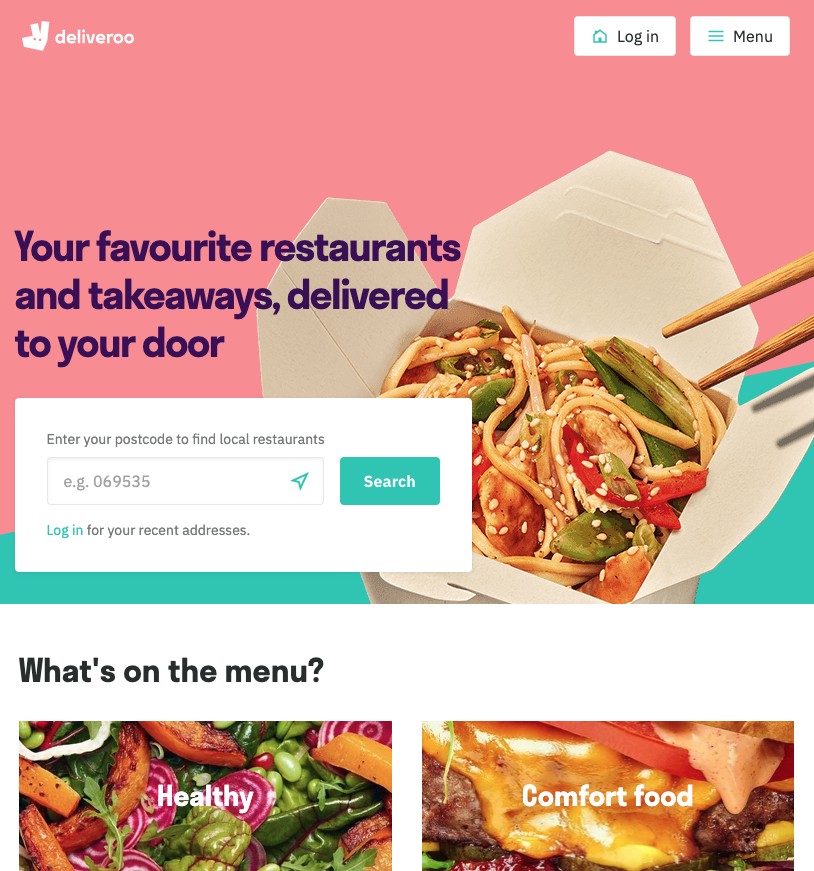 deliveroo
Log in
Menu
Your favourite restaurants
and takeaways, delivered
to your door
Enter your postcode to find local restaurants
e.g. 069535
Search
Log in for your recent addresses.
What's on the menu?
Healthy
Comfort food